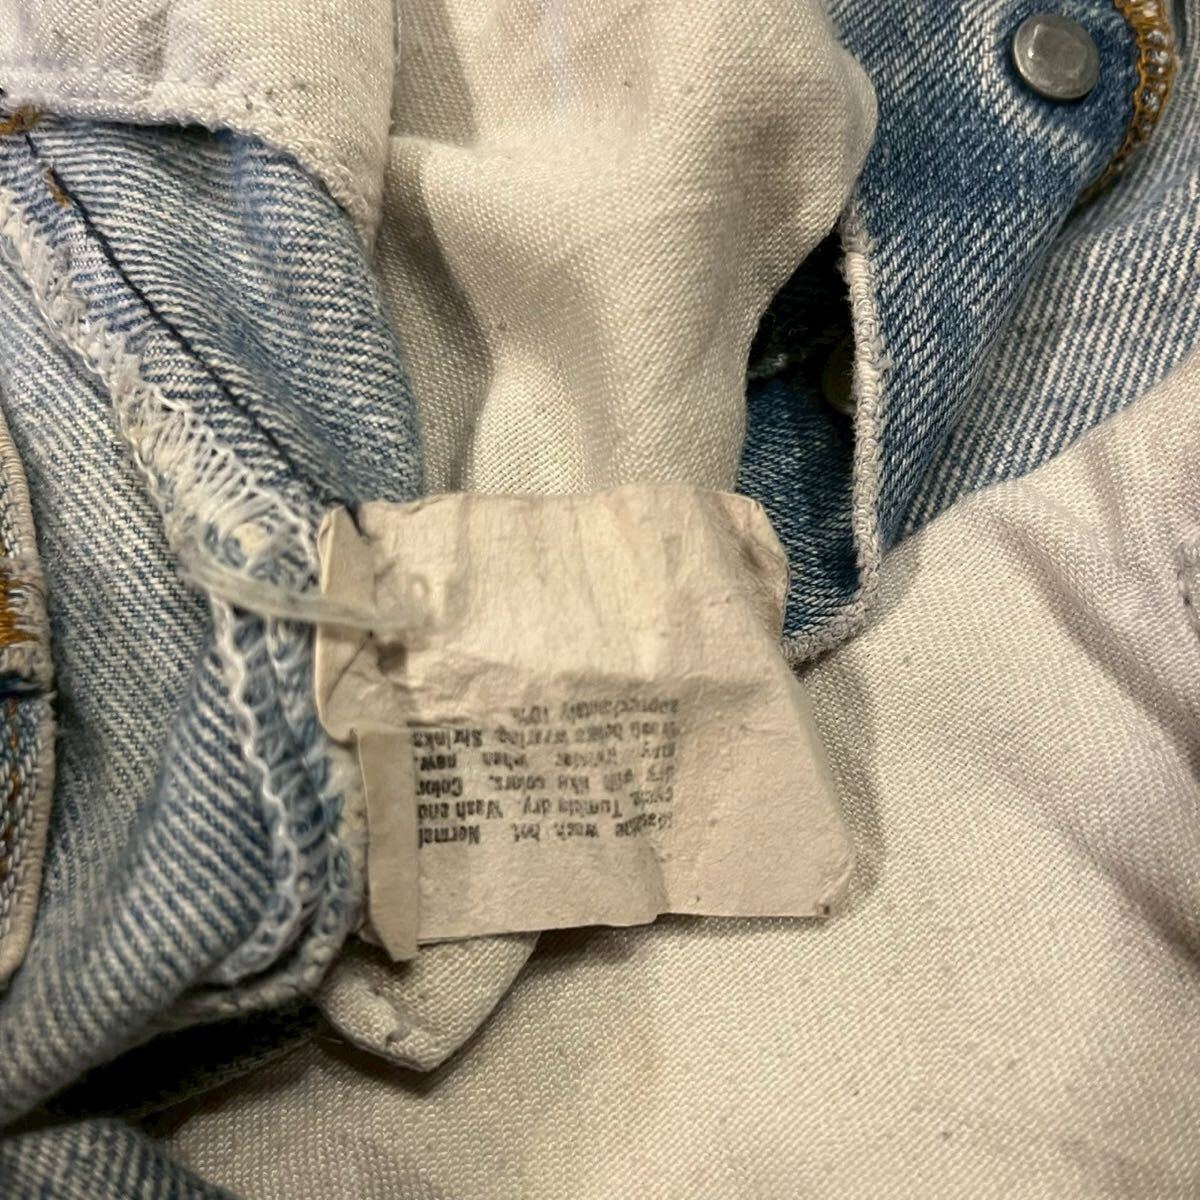 Machine wash hot. Normal
cycle. Tumble dry. Wash and
dry with like colors. Color
may transfer when new.
Wash before wearing. Shrinks
approximately 10%.